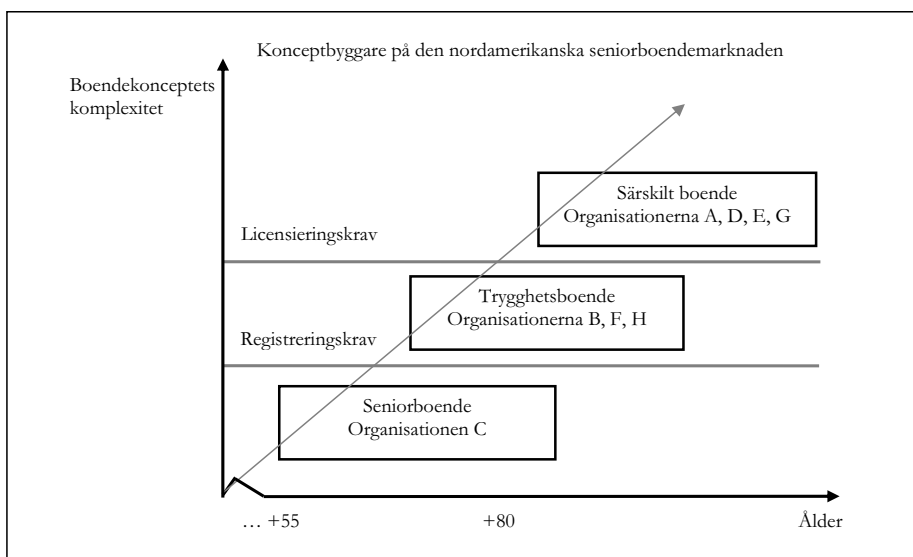 Konceptbyggare på den nordamerikanska seniorboendemarknaden
Boendekonceptets
komplexitet
Särskilt boende
Organisationerna A, D, E, G
Licensieringskrav
Trygghetsboende
Organisationerna B, F, H
Registreringskrav
Seniorboende
Organisationen C
… +55
+80
Ålder